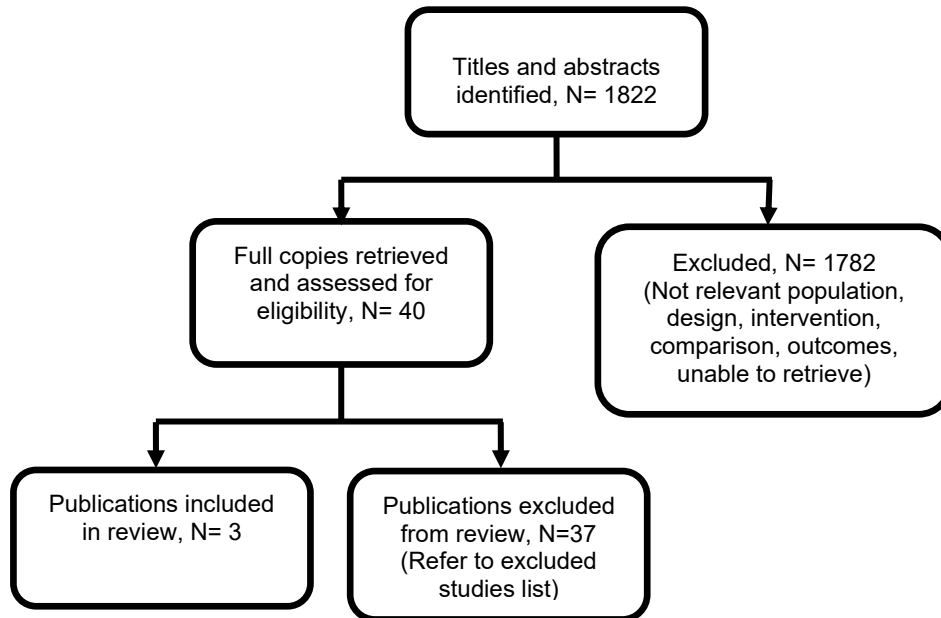 Titles and abstracts
identified, N= 1822
Full copies retrieved
and assessed for
eligibility, N= 40
Excluded, N= 1782
(Not relevant population,
design, intervention,
comparison, outcomes,
unable to retrieve)
Publications included
in review, N= 3
Publications excluded
from review, N=37
(Refer to excluded
studies list)